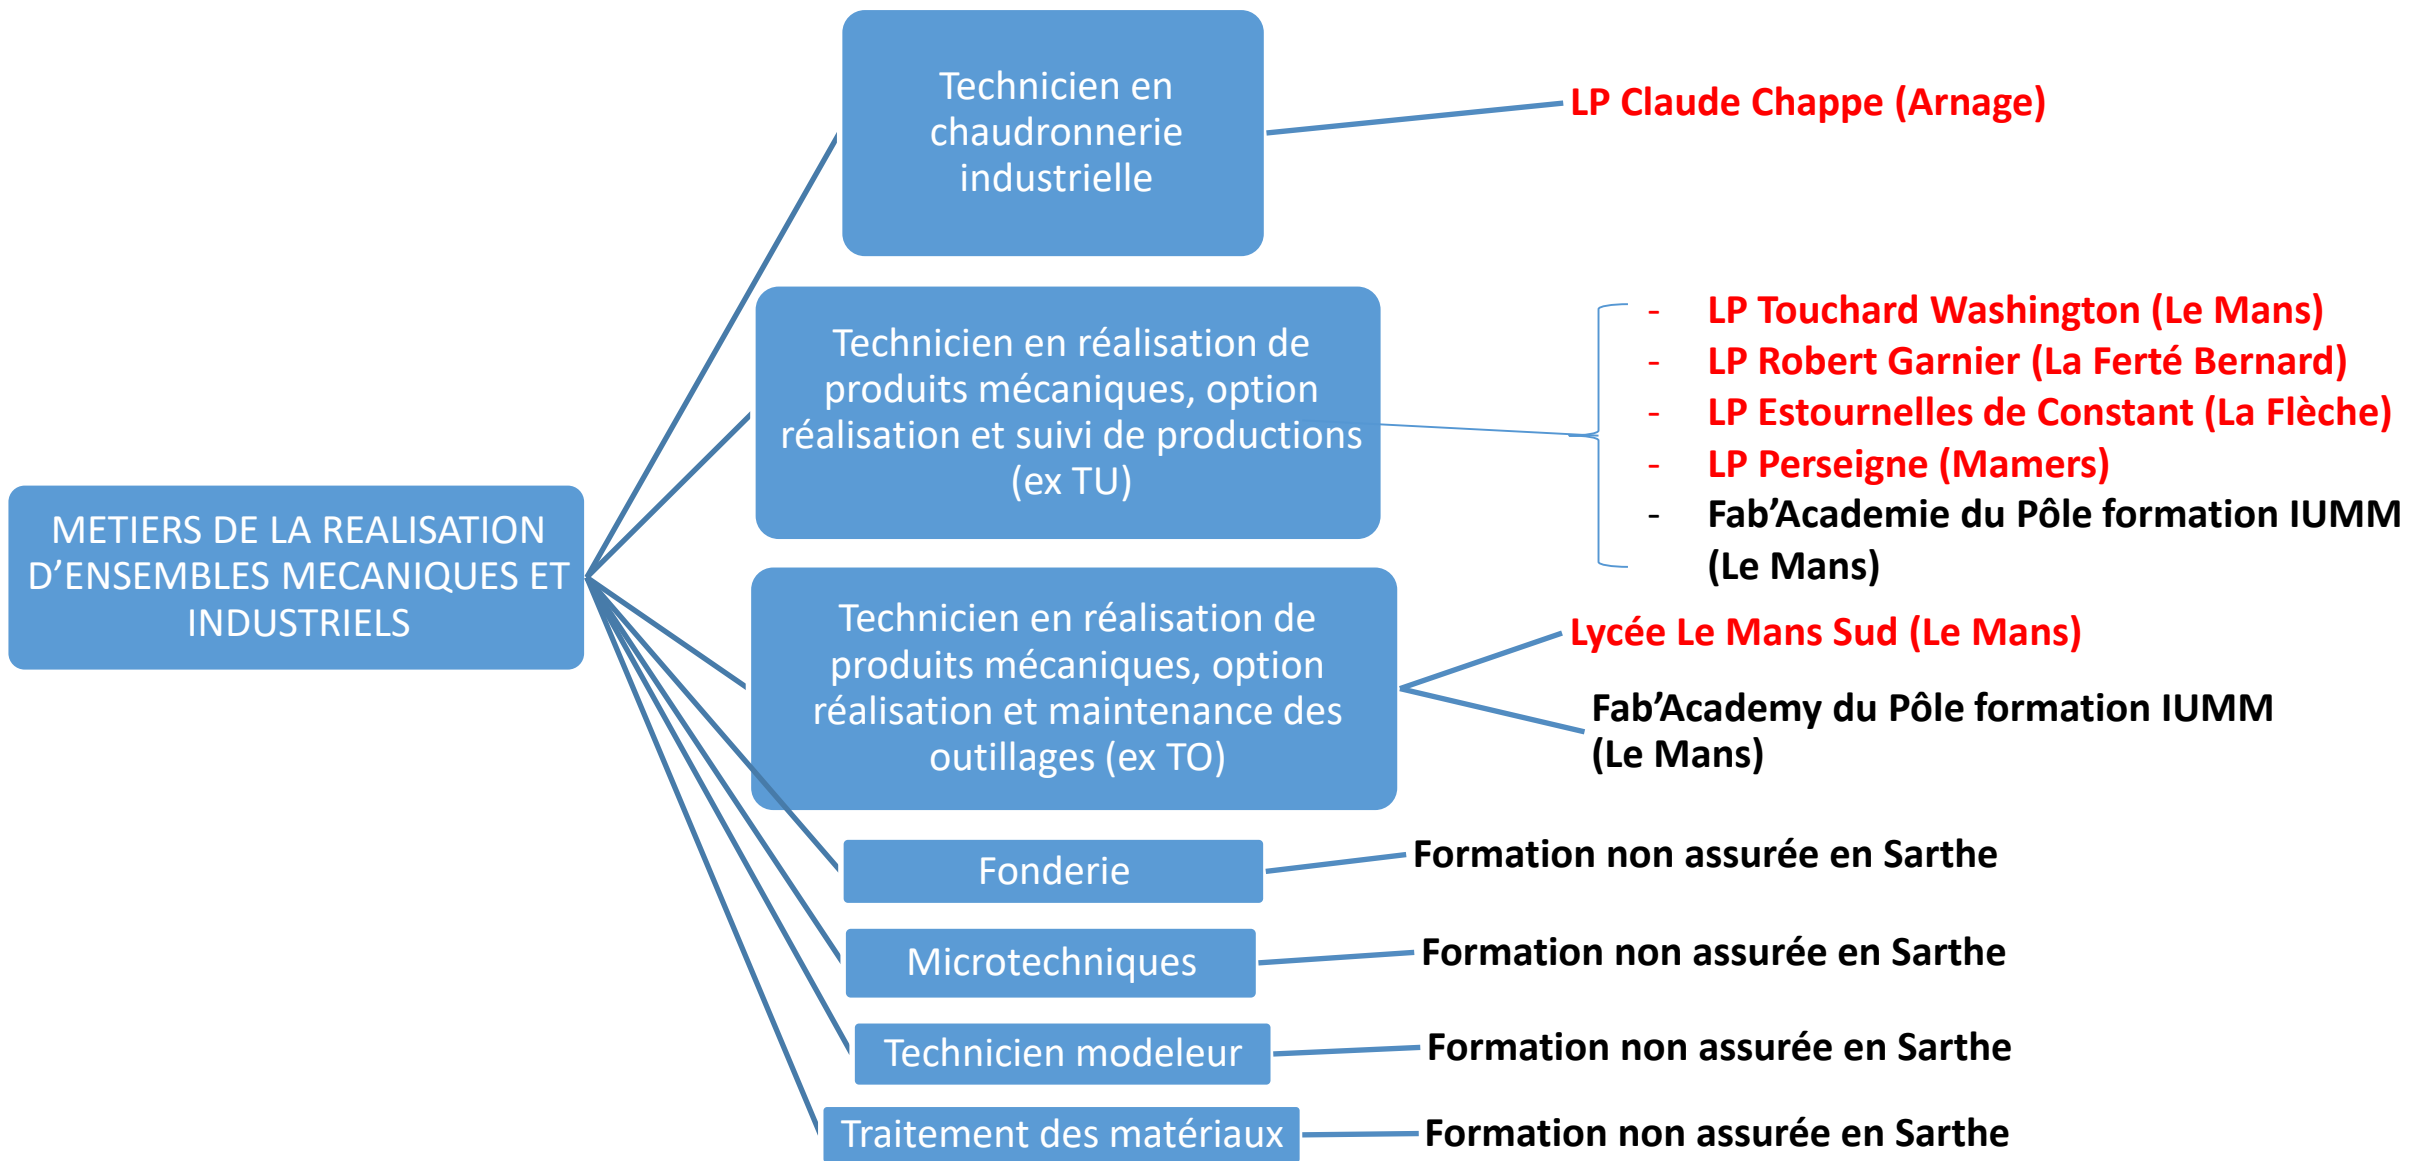 METIERS DE LA REALISATION
D’ENSEMBLES MECANIQUES ET
INDUSTRIELS
Technicien en
chaudronnerie
industrielle
LP Claude Chappe (Arnage)
Technicien en réalisation de
produits mécaniques, option
réalisation et suivi de productions
(ex TU)
- LP Touchard Washington (Le Mans)
- LP Robert Garnier (La Ferté Bernard)
- LP Estournelles de Constant (La Flèche)
- LP Perseigne (Mamers)
- Fab’Academie du Pôle formation IUMM
(Le Mans)
Technicien en réalisation de
produits mécaniques, option
réalisation et maintenance des
outillages (ex TO)
Lycée Le Mans Sud (Le Mans)
Fab’Academy du Pôle formation IUMM
(Le Mans)
Fonderie
Formation non assurée en Sarthe
Microtechniques
Formation non assurée en Sarthe
Technicien modeleur
Formation non assurée en Sarthe
Traitement des matériaux
Formation non assurée en Sarthe